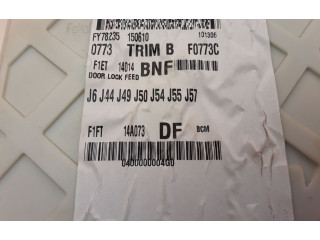 FY78235 150610 101306
0773 TRIM B F0773C
F1ET 14014 BNF
DOOR LOCK FEED
J6 J44 J49 J50 J54 J55 J57
F1FT 14A073 DF BCM
0400000004G0